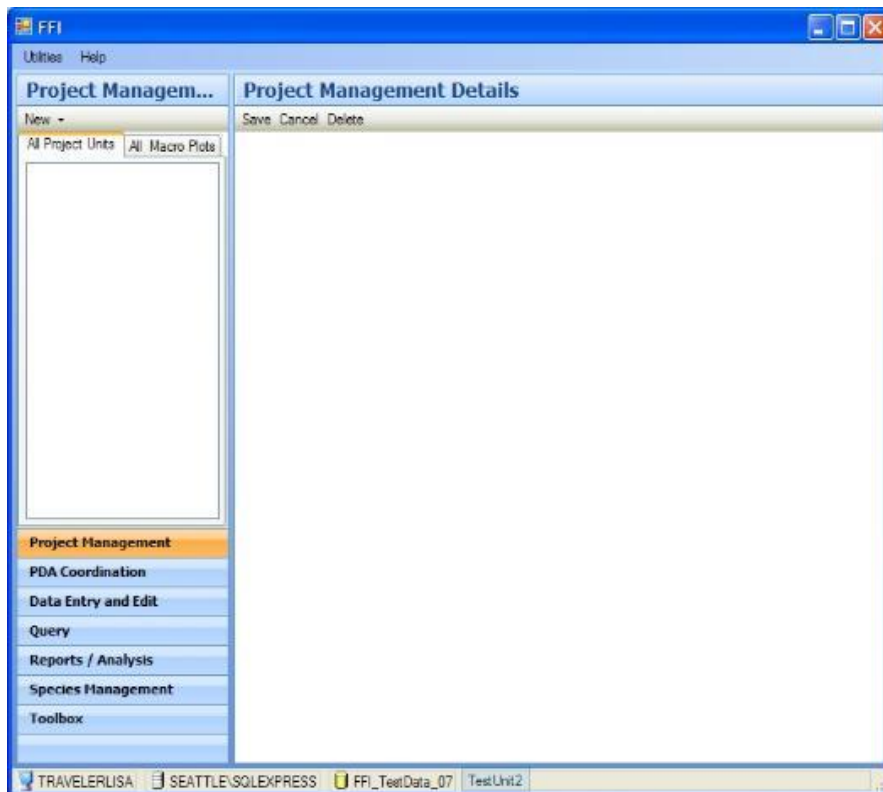 FFI
Utilities Help
Project Managem...
Project Management Details
New
Save Cancel Delete
All Project Units
All Macro Plots
Project Management
PDA Coordination
Data Entry and Edit
Query
Reports / Analysis
Species Management
Toolbox
TRAVELERLISA SEATTLE\SQLEXPRESS FFI_TestData_07 TestUnit2